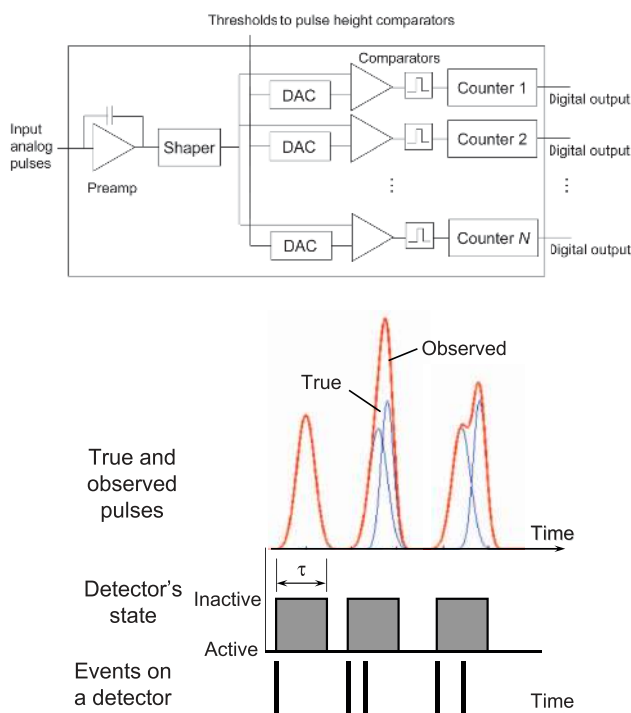 Thresholds to pulse height comparators
Comparators
Input
analog
pulses
Preamp
Shaper
DAC
Counter 1
Digital output
DAC
Counter 2
Digital output
DAC
Counter N
Digital output
Observed
True
True and
observed
pulses
Time
τ
Detector's
state
Inactive
Active
Events on
a detector
Time